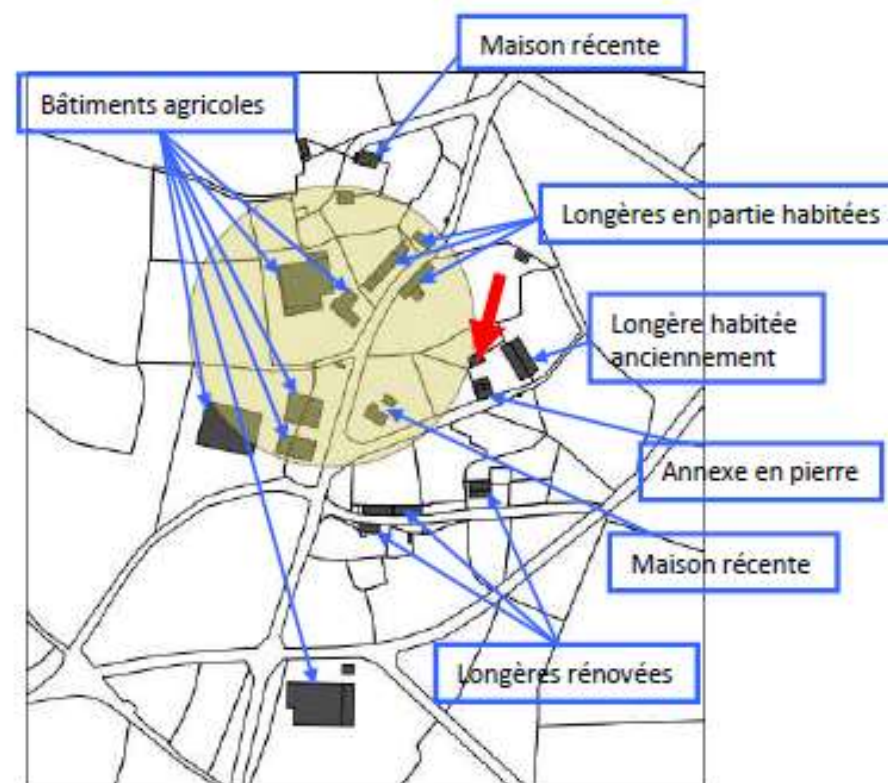 Maison récente
Bâtiments agricoles
Longères en partie habitées
Longère habitée
anciennement
Annexe en pierre
Maison récente
Longères rénovées